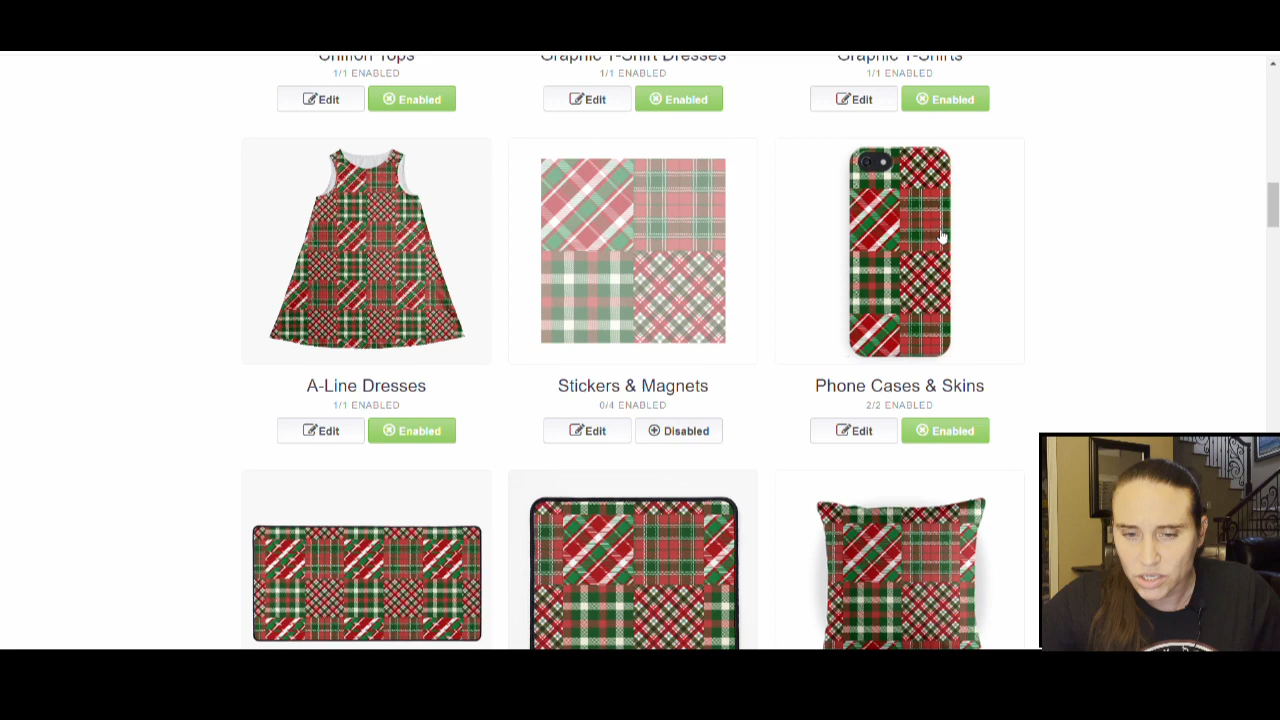 Chiffon Tops
Graphic T-Shirt Dresses
Graphic T-Shirts
1/1 ENABLED
1/1 ENABLED
1/1 ENABLED
Edit
Enabled
Edit
Enabled
Edit
Enabled
A-Line Dresses
Stickers & Magnets
Phone Cases & Skins
1/1 ENABLED
0/4 ENABLED
2/2 ENABLED
Edit
Enabled
Edit
Disabled
Edit
Enabled